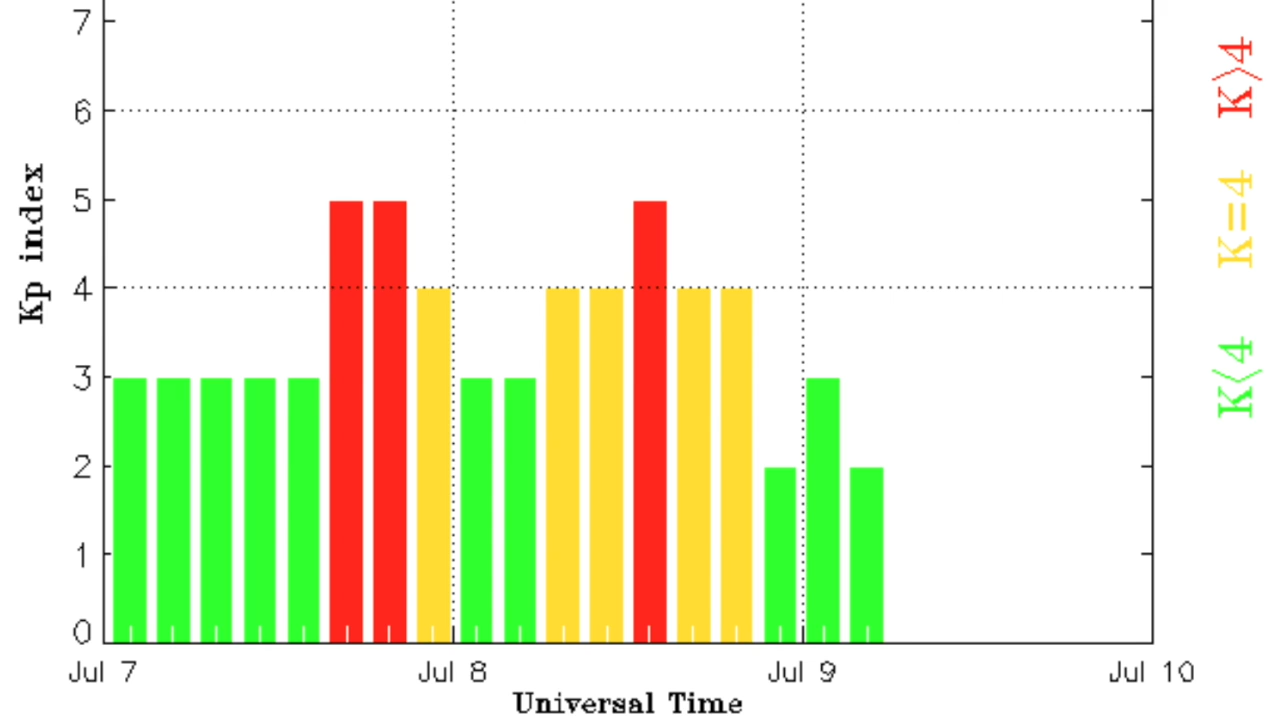 7
6
5
4
3
2
1
0
Kp index
Jul 7
Jul 8
Jul 9
Jul 10
Universal Time
K>4
K=4
K<4